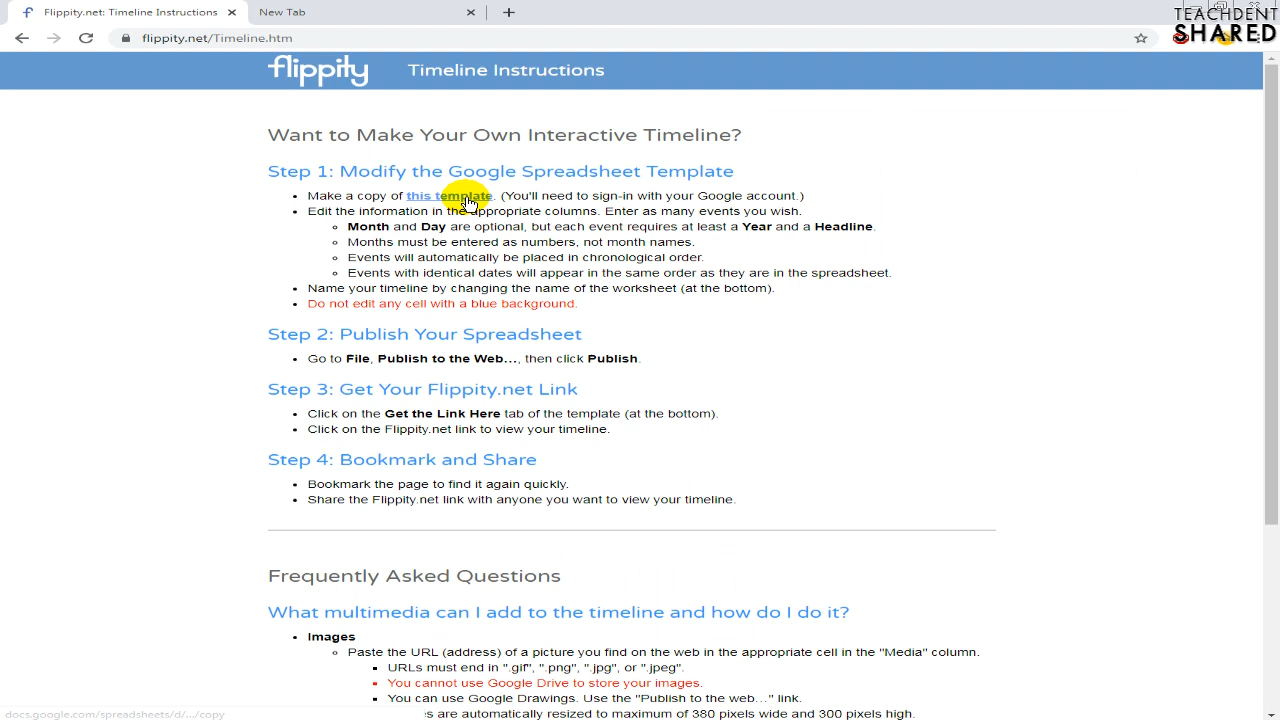 Flippity.net: Timeline Instructions
New Tab
TEACHDENT
SHARED
flippity.net/Timeline.htm
flippity Timeline Instructions
Want to Make Your Own Interactive Timeline?
Step 1: Modify the Google Spreadsheet Template
Make a copy of this template. (You'll need to sign-in with your Google account.)
Edit the information in the appropriate columns. Enter as many events you wish.
Month and Day are optional, but each event requires at least a Year and a Headline.
Months must be entered as numbers, not month names.
Events will automatically be placed in chronological order.
Events with identical dates will appear in the same order as they are in the spreadsheet.
Name your timeline by changing the name of the worksheet (at the bottom).
Do not edit any cell with a blue background.
Step 2: Publish Your Spreadsheet
Go to File, Publish to the Web..., then click Publish.
Step 3: Get Your Flippity.net Link
Click on the Get the Link Here tab of the template (at the bottom).
Click on the Flippity.net link to view your timeline.
Step 4: Bookmark and Share
Bookmark the page to find it again quickly.
Share the Flippity.net link with anyone you want to view your timeline.
Frequently Asked Questions
What multimedia can I add to the timeline and how do I do it?
Images
Paste the URL (address) of a picture you find on the web in the appropriate cell in the "Media" column.
URLs must end in ".gif", ".png", ".jpg", or ".jpeg".
You cannot use Google Drive to store your images.
You can use Google Drawings. Use the "Publish to the web..." link.
es are automatically resized to maximum of 380 pixels wide and 300 pixels high.
docs.google.com/spreadsheets/d/.../copy